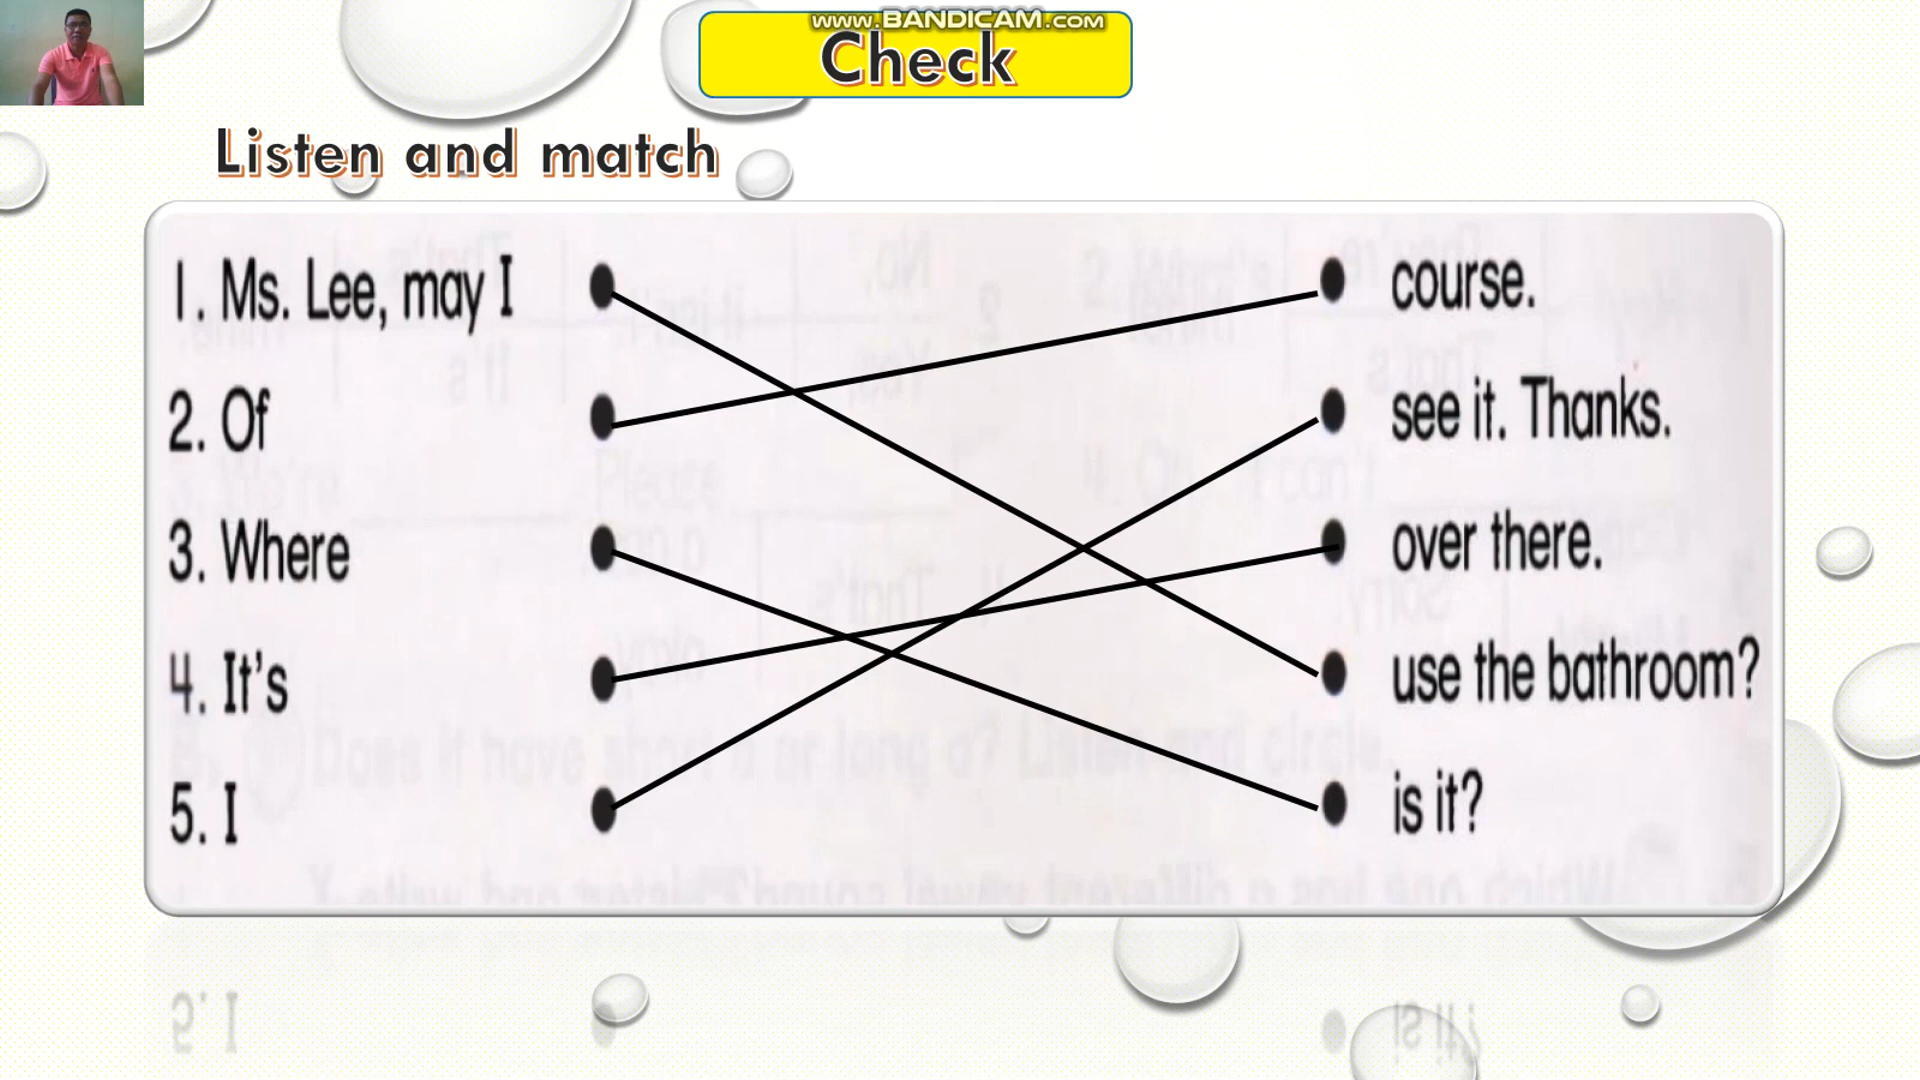 www.BANDICAM.com
Check
Listen and match
1. Ms. Lee, may I
course.
2. Of
see it. Thanks.
3. Where
over there.
4. It's
use the bathroom?
5. I
is it?